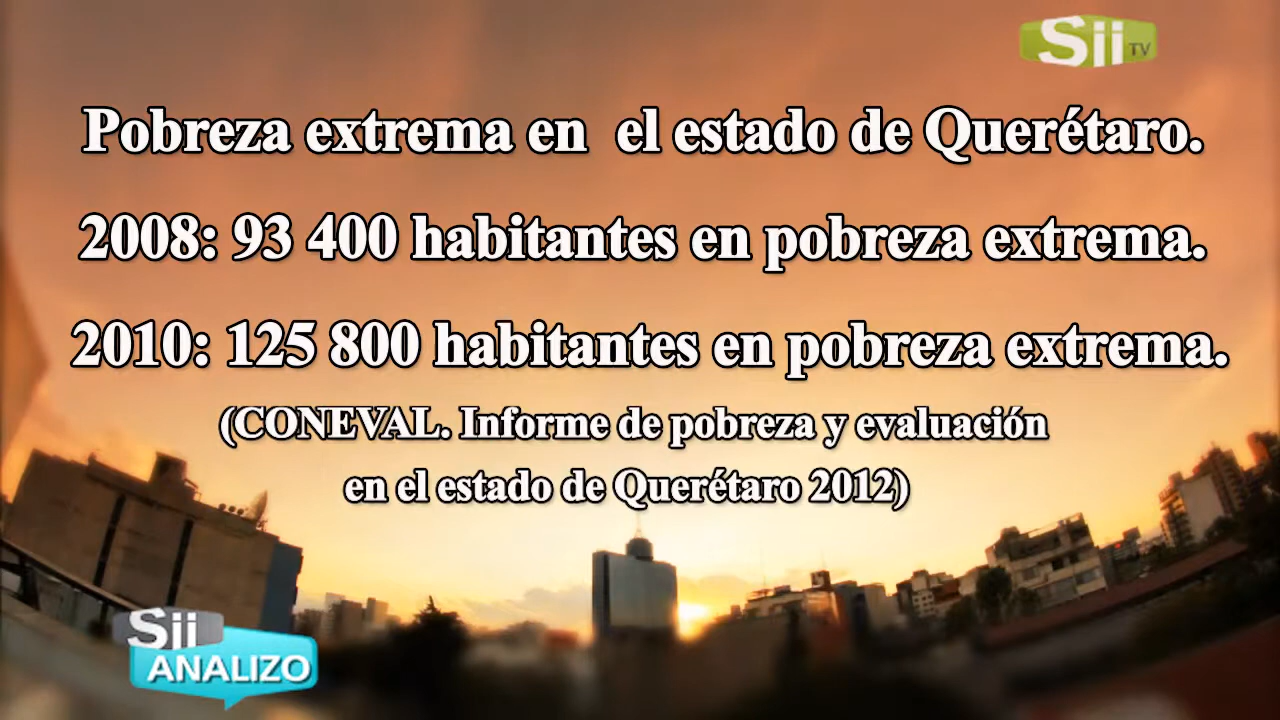 Sii TV
Pobreza extrema en el estado de Querétaro.
2008: 93 400 habitantes en pobreza extrema.
2010: 125 800 habitantes en pobreza extrema.
(CONEVAL. Informe de pobreza y evaluación
en el estado de Querétaro 2012)
Sii
ANALIZO